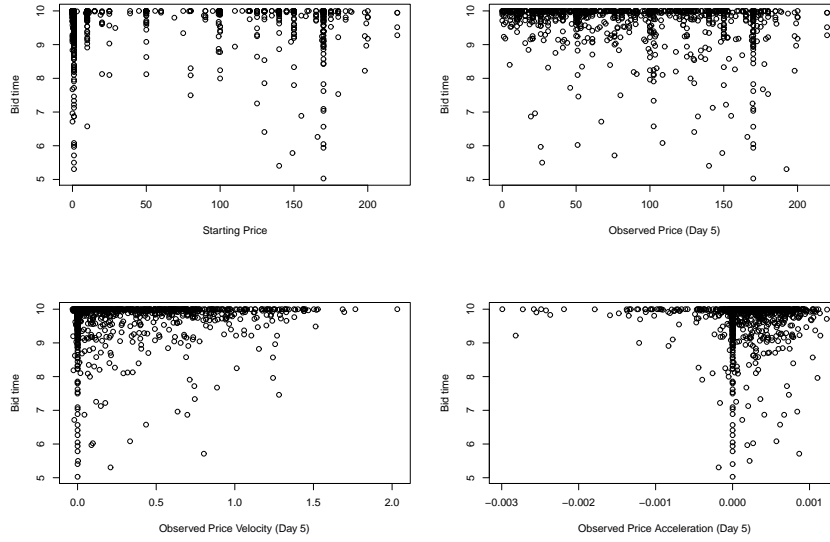 10
9
8
7
6
5
Bid time
0 50 100 150 200
Starting Price
10
9
8
7
6
5
Bid time
0 50 100 150 200
Observed Price (Day 5)
10
9
8
7
6
5
Bid time
0.0 0.5 1.0 1.5 2.0
Observed Price Velocity (Day 5)
10
9
8
7
6
5
Bid time
−0.003 −0.002 −0.001 0.000 0.001
Observed Price Acceleration (Day 5)